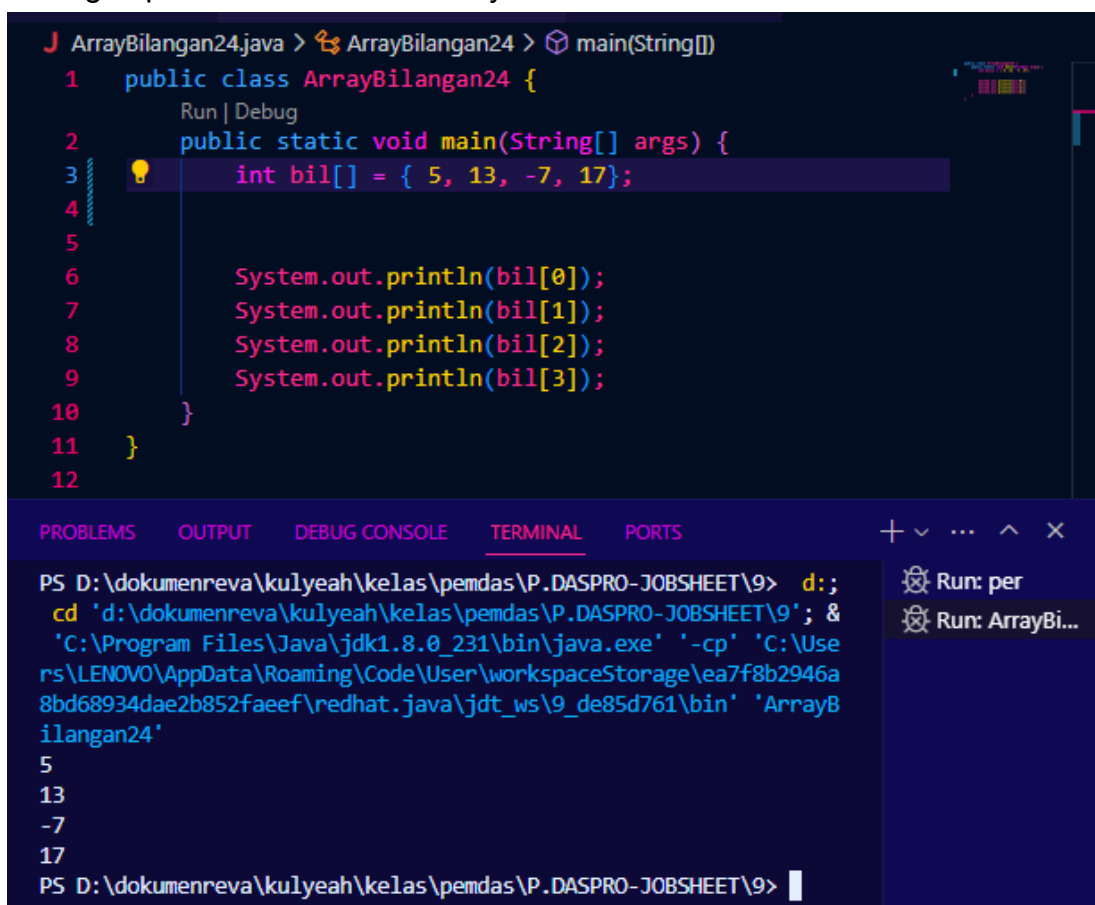 J ArrayBilangan24.java > ArrayBilangan24 > main(String[])
1 public class ArrayBilangan24 {
Run | Debug
2 public static void main(String[] args) {
3 int bil[] = { 5, 13, -7, 17};
4
5
6 System.out.println(bil[0]);
7 System.out.println(bil[1]);
8 System.out.println(bil[2]);
9 System.out.println(bil[3]);
10 }
11 }
12
PROBLEMS OUTPUT DEBUG CONSOLE TERMINAL PORTS
PS D:\dokumenreva\kulyeah\kelas\pemdas\P.DASPRO-JOBSHEET\9> d:;
cd 'd:\dokumenreva\kulyeah\kelas\pemdas\P.DASPRO-JOBSHEET\9'; &
'C:\Program Files\Java\jdk1.8.0_231\bin\java.exe' '-cp' 'C:\Use
rs\LENOVO\AppData\Roaming\Code\User\workspaceStorage\ea7f8b2946a
8bd68934dae2b852faeef\redhat.java\jdt_ws\9_de85d761\bin' 'ArrayB
ilangan24'
5
13
-7
17
PS D:\dokumenreva\kulyeah\kelas\pemdas\P.DASPRO-JOBSHEET\9>
Run: per
Run: ArrayBi...